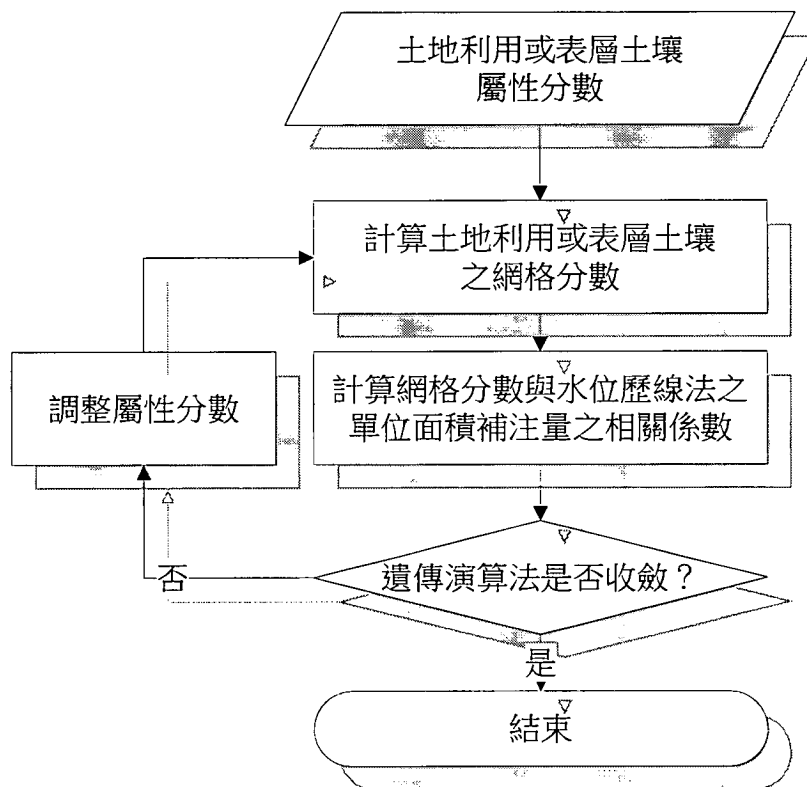 土地利用或表層土壤
屬性分數
計算土地利用或表層土壤
之網格分數
調整屬性分數
計算網格分數與水位歷線法之
單位面積補注量之相關係數
遺傳演算法是否收斂？
否
是
結束